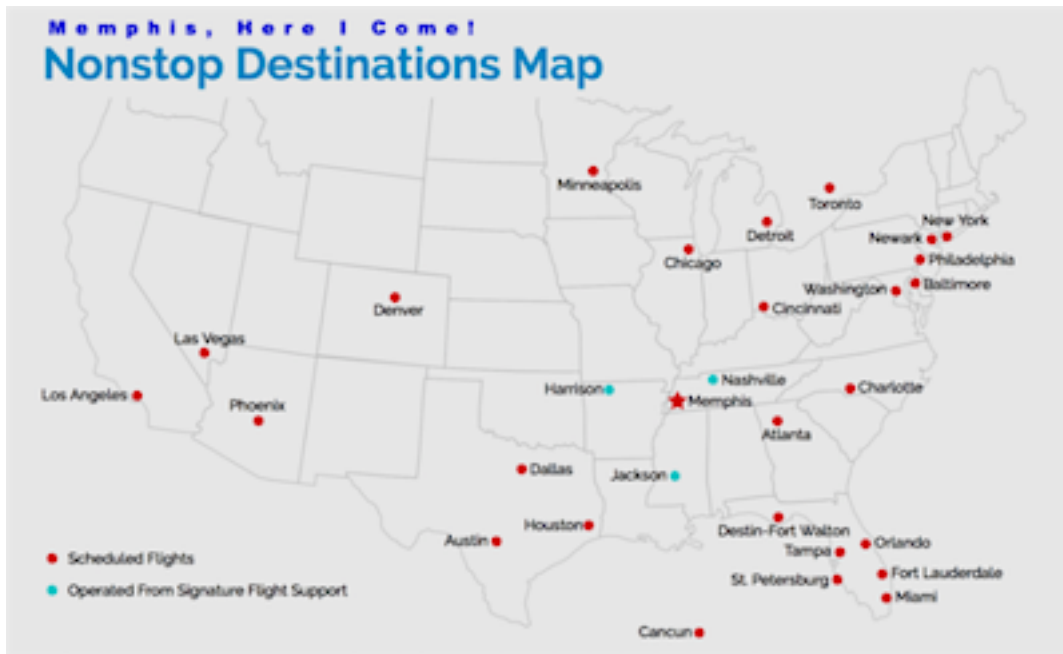 Memphis, Here I Come!
Nonstop Destinations Map
Minneapolis
Toronto
New York
Detroit
Newark
Chicago
Philadelphia
Washington
Baltimore
Denver
Cincinnati
Las Vegas
Nashville
Harrison
Charlotte
Los Angeles
Memphis
Phoenix
Atlanta
Dallas
Jackson
Houston
Destin-Fort Walton
Austin
Orlando
Tampa
Scheduled Flights
Fort Lauderdale
St. Petersburg
Operated From Signature Flight Support
Miami
Cancun